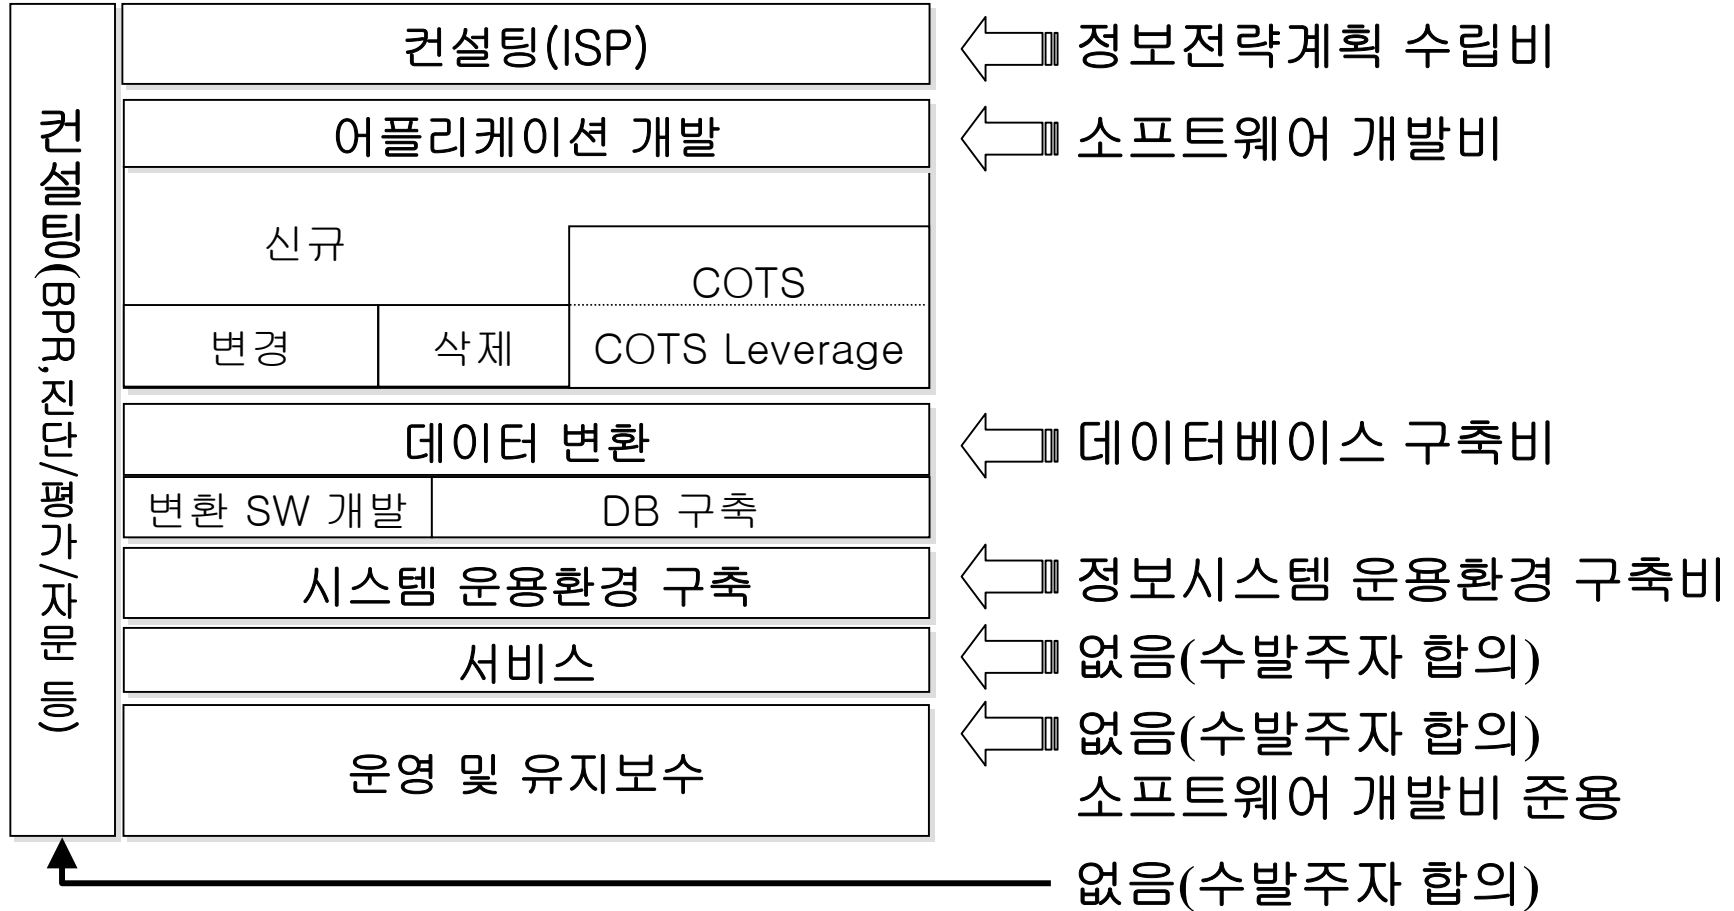 컨설팅(BPR,진단/평가/자문 등)
컨설팅(ISP)
정보전략계획 수립비
어플리케이션 개발
소프트웨어 개발비
신규
COTS
변경
삭제
COTS Leverage
데이터 변환
데이터베이스 구축비
변환 SW 개발
DB 구축
시스템 운용환경 구축
정보시스템 운용환경 구축비
서비스
없음(수발주자 합의)
운영 및 유지보수
없음(수발주자 합의)
소프트웨어 개발비 준용
없음(수발주자 합의)